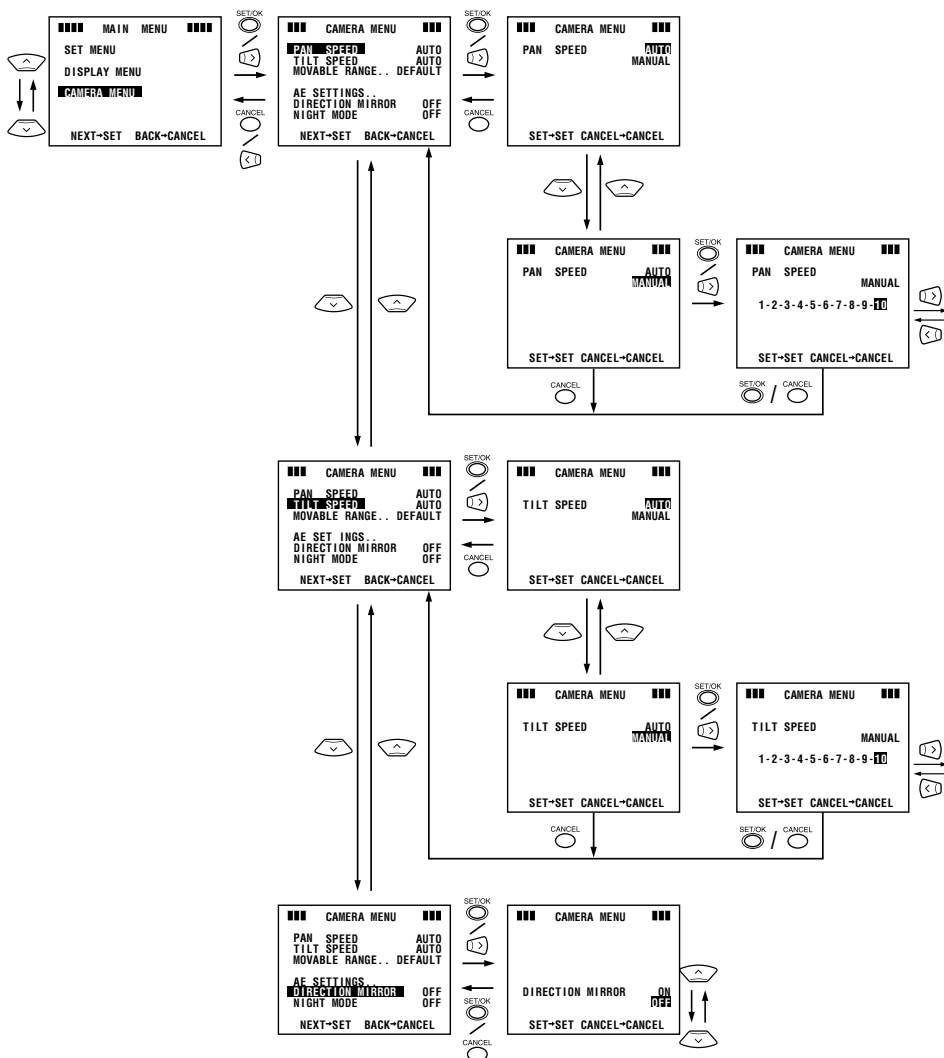 MAIN MENU
SET MENU
DISPLAY MENU
CAMERA MENU
NEXT→SET BACK→CANCEL
SET/OK
CANCEL
CAMERA MENU
PAN SPEED AUTO
TILT SPEED AUTO
MOVABLE RANGE.. DEFAULT
AE SETTINGS..
DIRECTION MIRROR OFF
NIGHT MODE OFF
NEXT→SET BACK→CANCEL
SET/OK
CANCEL
CAMERA MENU
PAN SPEED AUTO
MANUAL
SET→SET CANCEL→CANCEL
CAMERA MENU
PAN SPEED AUTO
MANUAL
SET→SET CANCEL→CANCEL
SET/OK
CAMERA MENU
PAN SPEED
MANUAL
1-2-3-4-5-6-7-8-9-10
SET→SET CANCEL→CANCEL
CANCEL
SET/OK / CANCEL
CAMERA MENU
PAN SPEED AUTO
TILT SPEED AUTO
MOVABLE RANGE.. DEFAULT
AE SET INGS..
DIRECTION MIRROR OFF
NIGHT MODE OFF
NEXT→SET BACK→CANCEL
SET/OK
CANCEL
CAMERA MENU
TILT SPEED AUTO
MANUAL
SET→SET CANCEL→CANCEL
CAMERA MENU
TILT SPEED AUTO
MANUAL
SET→SET CANCEL→CANCEL
SET/OK
CAMERA MENU
TILT SPEED
MANUAL
1-2-3-4-5-6-7-8-9-10
SET→SET CANCEL→CANCEL
CANCEL
SET/OK / CANCEL
CAMERA MENU
PAN SPEED AUTO
TILT SPEED AUTO
MOVABLE RANGE.. DEFAULT
AE SETTINGS..
DIRECTION MIRROR OFF
NIGHT MODE OFF
NEXT→SET BACK→CANCEL
SET/OK
SET/OK
CANCEL
CAMERA MENU
DIRECTION MIRROR ON
OFF
SET→SET CANCEL→CANCEL